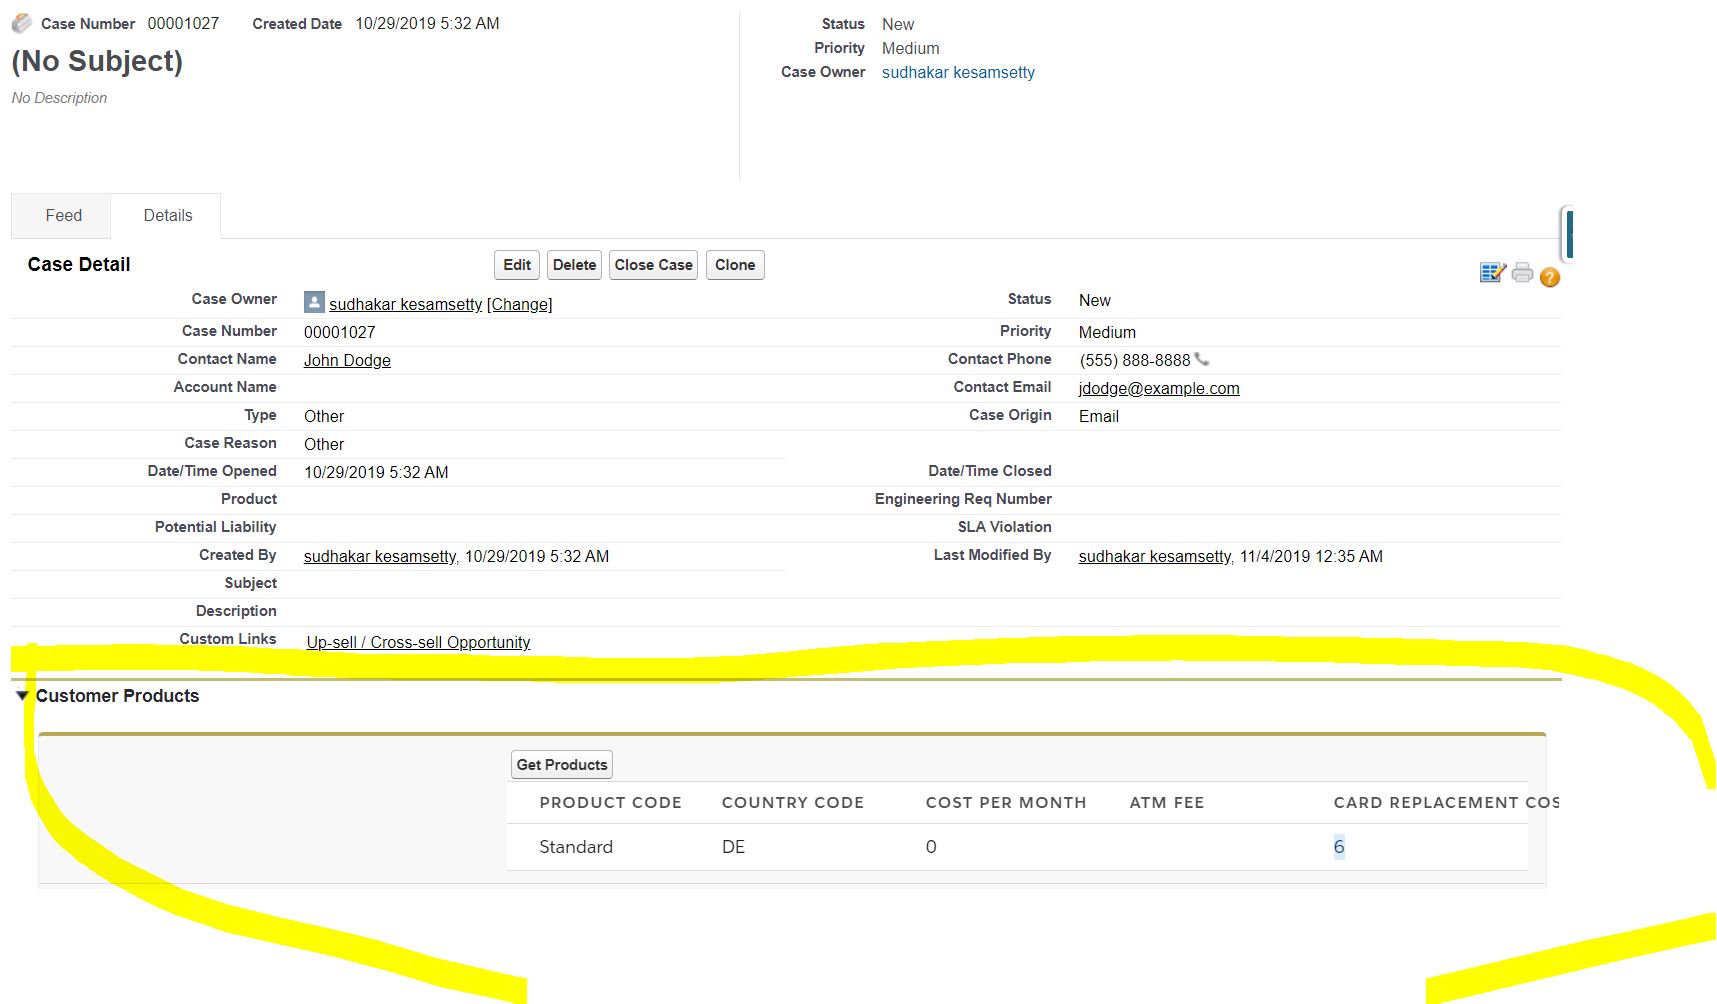 Case Number 00001027 Created Date 10/29/2019 5:32 AM
(No Subject)
No Description
Status New
Priority Medium
Case Owner sudhakar kesamsetty
Feed Details
Case Detail Edit Delete Close Case Clone
Case Owner sudhakar kesamsetty [Change] Status New
Case Number 00001027 Priority Medium
Contact Name John Dodge Contact Phone (555) 888-8888
Account Name Contact Email jdodge@example.com
Type Other Case Origin Email
Case Reason Other
Date/Time Opened 10/29/2019 5:32 AM Date/Time Closed
Product Engineering Req Number
Potential Liability SLA Violation
Created By sudhakar kesamsetty, 10/29/2019 5:32 AM Last Modified By sudhakar kesamsetty, 11/4/2019 12:35 AM
Subject
Description
Custom Links Up-sell / Cross-sell Opportunity
Customer Products
Get Products
PRODUCT CODE COUNTRY CODE COST PER MONTH ATM FEE CARD REPLACEMENT COS
Standard DE 0 6